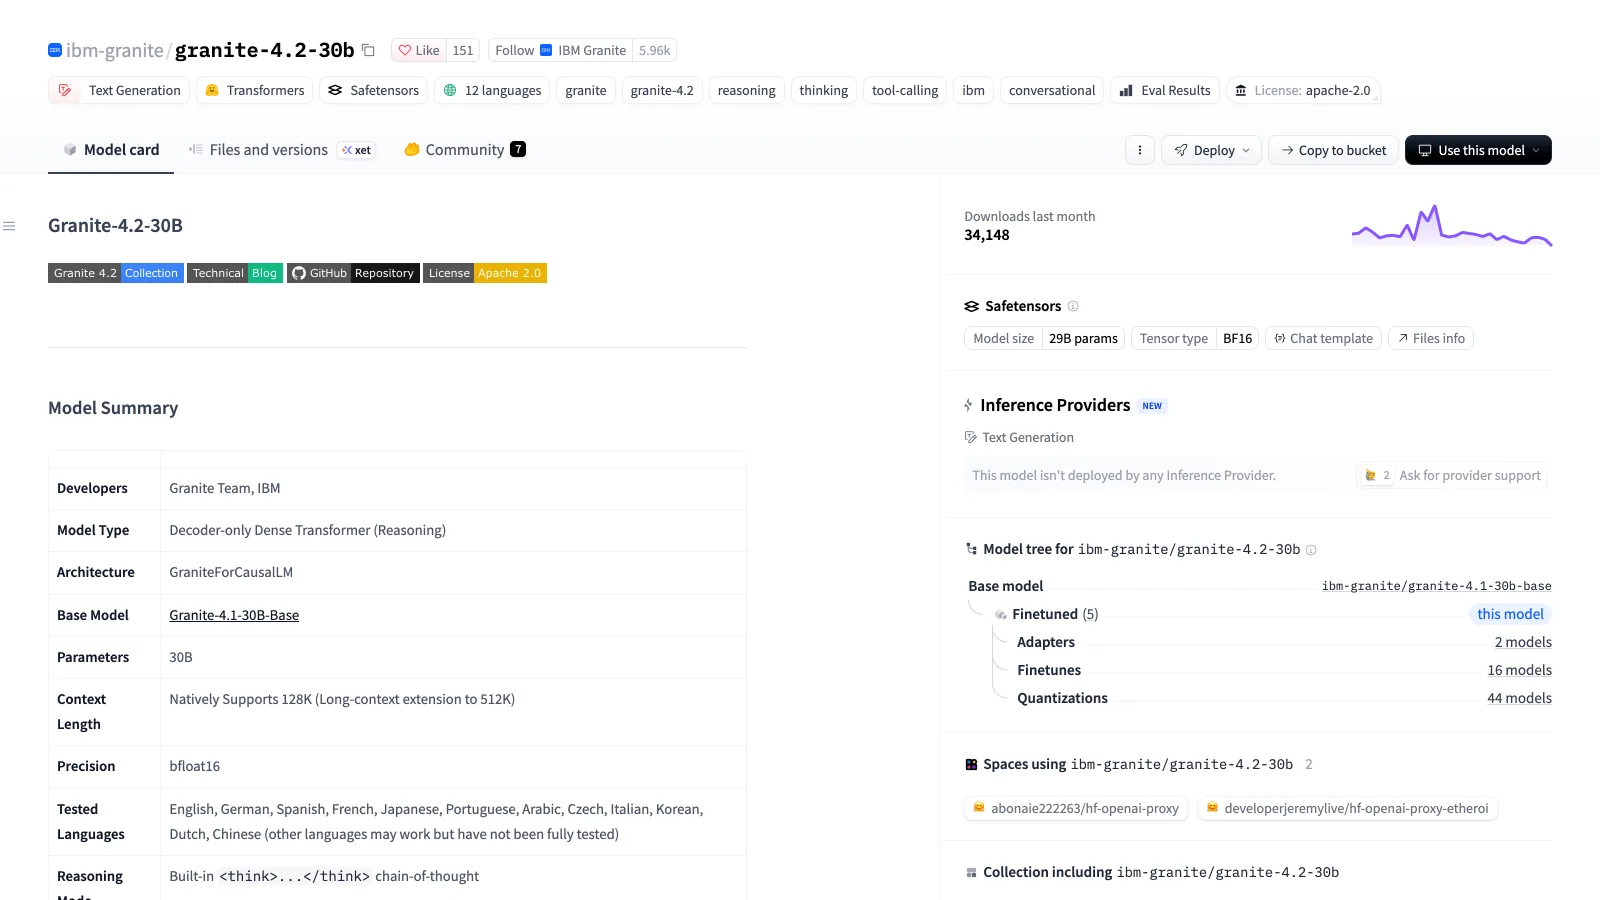 ibm-granite/granite-4.2-30b Like 151 Follow IBM Granite 5.96k
Text Generation Transformers Safetensors 12 languages granite granite-4.2 reasoning thinking tool-calling ibm conversational Eval Results License: apache-2.0
Model card Files and versions xet Community 7 Deploy Copy to bucket Use this model
Granite-4.2-30B
Granite 4.2 Collection Technical Blog GitHub Repository License Apache 2.0
Model Summary
Developers Granite Team, IBM
Model Type Decoder-only Dense Transformer (Reasoning)
Architecture GraniteForCausalLM
Base Model Granite-4.1-30B-Base
Parameters 30B
Context Length Natively Supports 128K (Long-context extension to 512K)
Precision bfloat16
Tested Languages English, German, Spanish, French, Japanese, Portuguese, Arabic, Czech, Italian, Korean,
Dutch, Chinese (other languages may work but have not been fully tested)
Reasoning Mode Built-in <think>...</think> chain-of-thought
Downloads last month
34,148
Safetensors
Model size 29B params Tensor type BF16 Chat template Files info
Inference Providers NEW
Text Generation
This model isn't deployed by any Inference Provider. 2 Ask for provider support
Model tree for ibm-granite/granite-4.2-30b
Base model ibm-granite/granite-4.1-30b-base
Finetuned (5) this model
Adapters 2 models
Finetunes 16 models
Quantizations 44 models
Spaces using ibm-granite/granite-4.2-30b 2
abonaie222263/hf-openai-proxy developerjeremylive/hf-openai-proxy-etheroi
Collection including ibm-granite/granite-4.2-30b